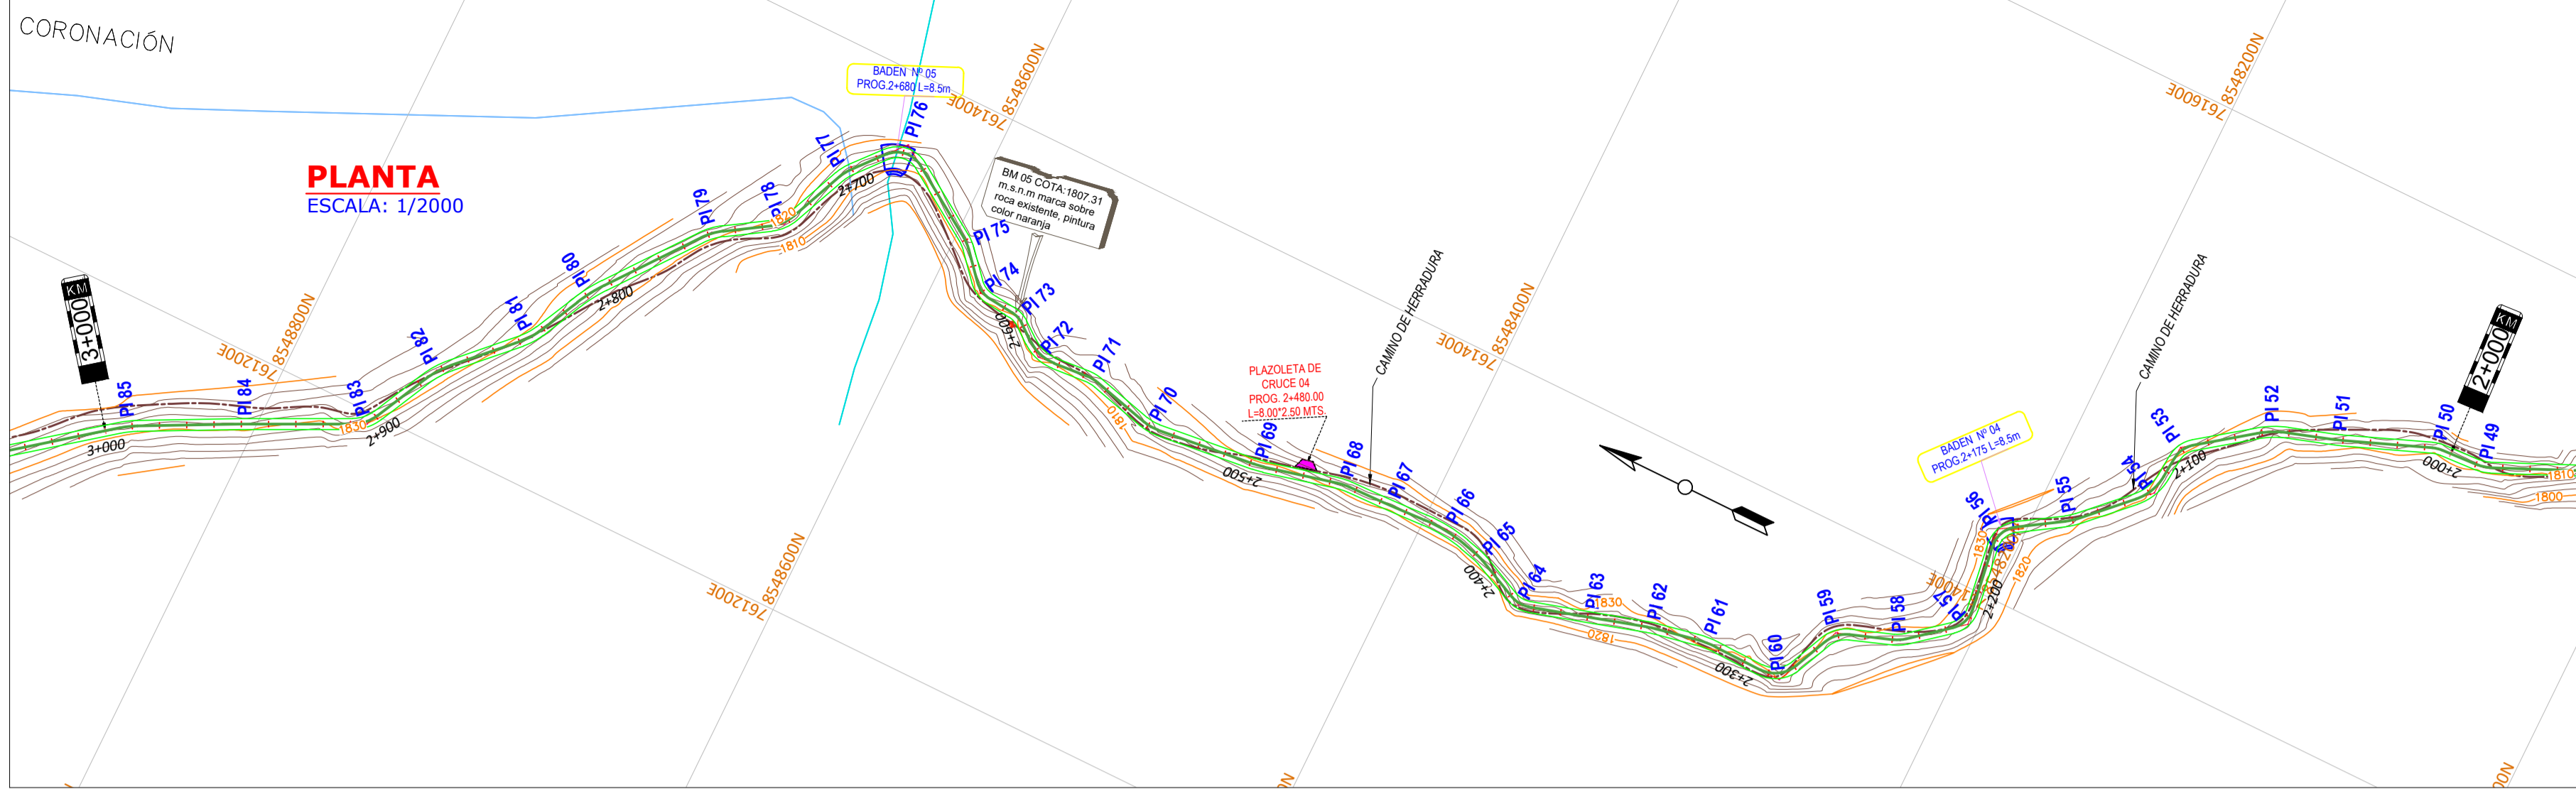 CORONACIÓN
PLANTA
ESCALA: 1/2000
BADEN Nº 05
PROG.2+680 L=8.5m
BM 05 COTA:1807.31
m.s.n.m marca sobre
roca existente, pintura
color naranja
PLAZOLETA DE
CRUCE 04
PROG. 2+480.00
L=8.00*2.50 MTS.
CAMINO DE HERRADURA
CAMINO DE HERRADURA
BADEN Nº 04
PROG.2+175 L=8.5m
KM
3+000
KM
2+000
PI 85
PI 84
PI 83
PI 82
PI 81
PI 80
PI 79
PI 78
PI 77
PI 76
PI 75
PI 74
PI 73
PI 72
PI 71
PI 70
PI 69
PI 68
PI 67
PI 66
PI 65
PI 64
PI 63
PI 62
PI 61
PI 60
PI 59
PI 58
PI 57
PI 56
PI 55
PI 54
PI 53
PI 52
PI 51
PI 50
PI 49
3+000
2+900
2+800
2+700
2+600
2+500
2+400
2+300
2+200
2+100
2+000
1830
1820
1810
1810
1830
1820
1830
1820
1810
1800
761200E
8548800N
761400E
8548600N
761200E
8548600N
761400E
8548400N
761600E
8548200N